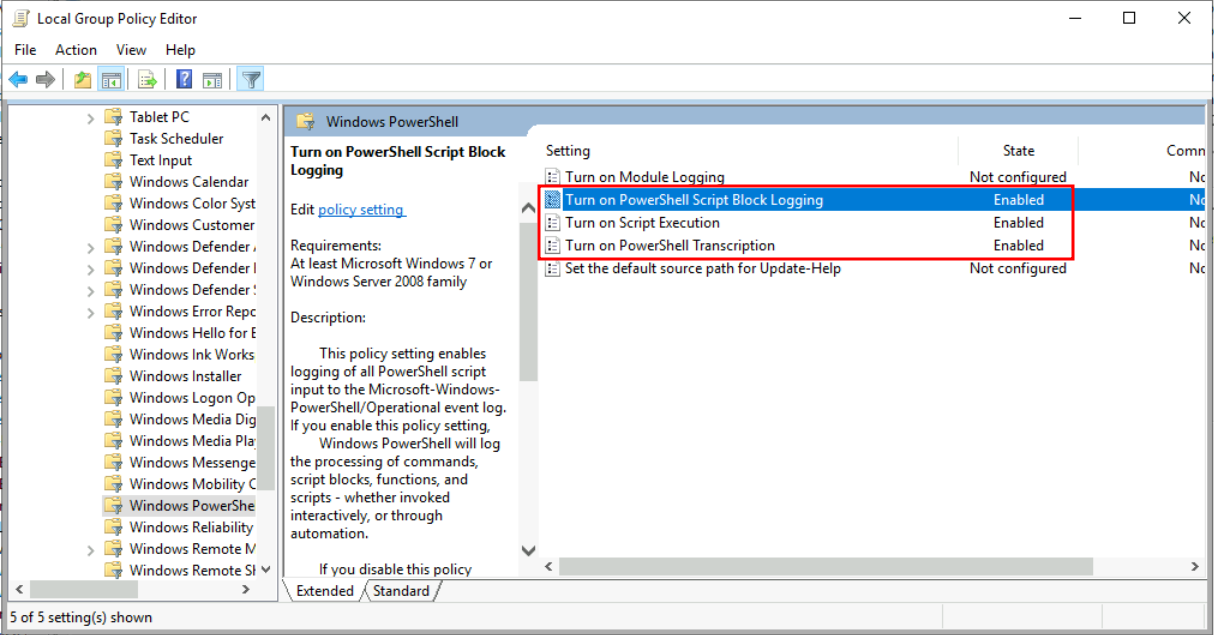 Local Group Policy Editor
File Action View Help
Tablet PC
Task Scheduler
Text Input
Windows Calendar
Windows Color Syst
Windows Customer
Windows Defender
Windows Defender
Windows Defender
Windows Error Repo
Windows Hello for
Windows Ink Works
Windows Installer
Windows Logon Op
Windows Media Dig
Windows Media Pla
Windows Messenge
Windows Mobility C
Windows PowerShe
Windows Reliability
Windows Remote M
Windows Remote Sh
Windows PowerShell
Turn on PowerShell Script Block
Logging
Edit policy setting
Requirements:
At least Microsoft Windows 7 or
Windows Server 2008 family
Description:
This policy setting enables
logging of all PowerShell script
input to the Microsoft-Windows-
PowerShell/Operational event log.
If you enable this policy setting,
Windows PowerShell will log
the processing of commands,
script blocks, functions, and
scripts - whether invoked
interactively, or through
automation.
If you disable this policy
Setting State Comm
Turn on Module Logging Not configured No
Turn on PowerShell Script Block Logging Enabled No
Turn on Script Execution Enabled No
Turn on PowerShell Transcription Enabled No
Set the default source path for Update-Help Not configured No
Extended Standard
5 of 5 setting(s) shown